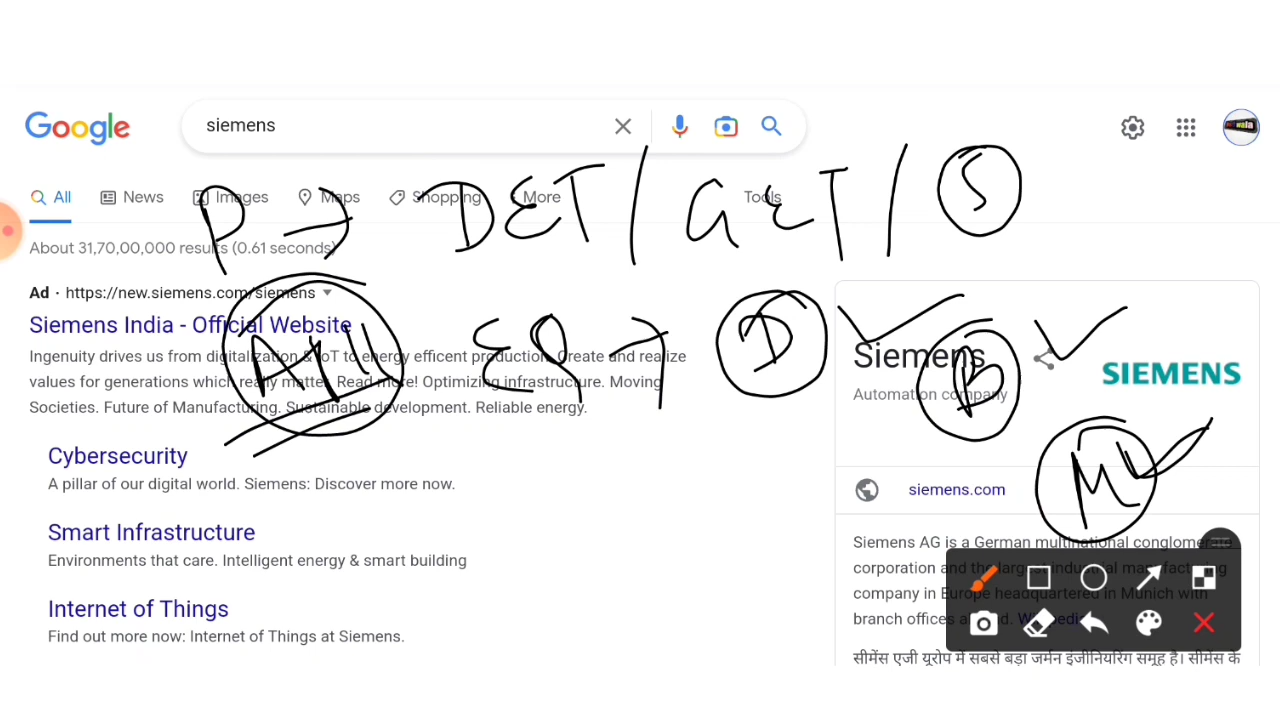 Google
siemens
All News Images Maps Shopping More Tools
P → DET / GET / S
About 31,70,00,000 results (0.61 seconds)
Ad · https://new.siemens.com/siemens
Siemens India - Official Website
Ingenuity drives us from digitalization & IoT to energy efficent production. Create and realize
values for generations which really matter. Read more! Optimizing infrastructure. Moving
Societies. Future of Manufacturing. Sustainable development. Reliable energy.
EQ → D
B
M
Cybersecurity
A pillar of our digital world. Siemens: Discover more now.
Smart Infrastructure
Environments that care. Intelligent energy & smart building
Internet of Things
Find out more now: Internet of Things at Siemens.
Siemens
Automation company
SIEMENS
siemens.com
Siemens AG is a German multinational conglomerate
corporation and the largest industrial manufacturing
company in Europe headquartered in Munich with
branch offices abroad. Wikipedia
सीमेंस एजी यूरोप में सबसे बड़ा जर्मन इंजीनियरिंग समूह है। सीमेंस के